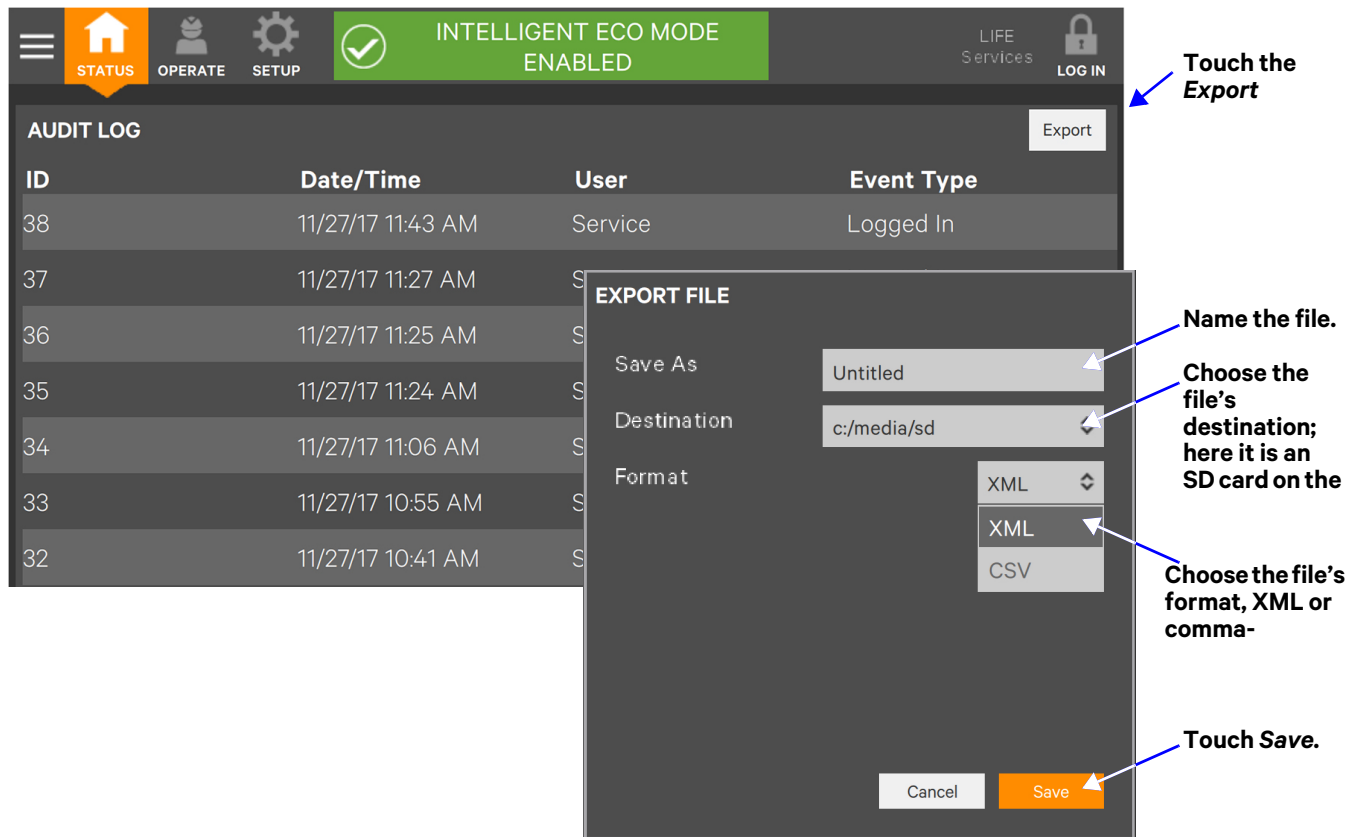 INTELLIGENT ECO MODE
ENABLED
STATUS
OPERATE
SETUP
LIFE
Services
LOG IN
Touch the
Export
AUDIT LOG
Export
ID Date/Time User Event Type
38 11/27/17 11:43 AM Service Logged In
37 11/27/17 11:27 AM S
36 11/27/17 11:25 AM S
35 11/27/17 11:24 AM S
34 11/27/17 11:06 AM S
33 11/27/17 10:55 AM S
32 11/27/17 10:41 AM S
EXPORT FILE
Save As Untitled
Destination c:/media/sd
Format XML
XML
CSV
Cancel
Save
Name the file.
Choose the
file’s
destination;
here it is an
SD card on the
Choose the file’s
format, XML or
comma-
Touch Save.